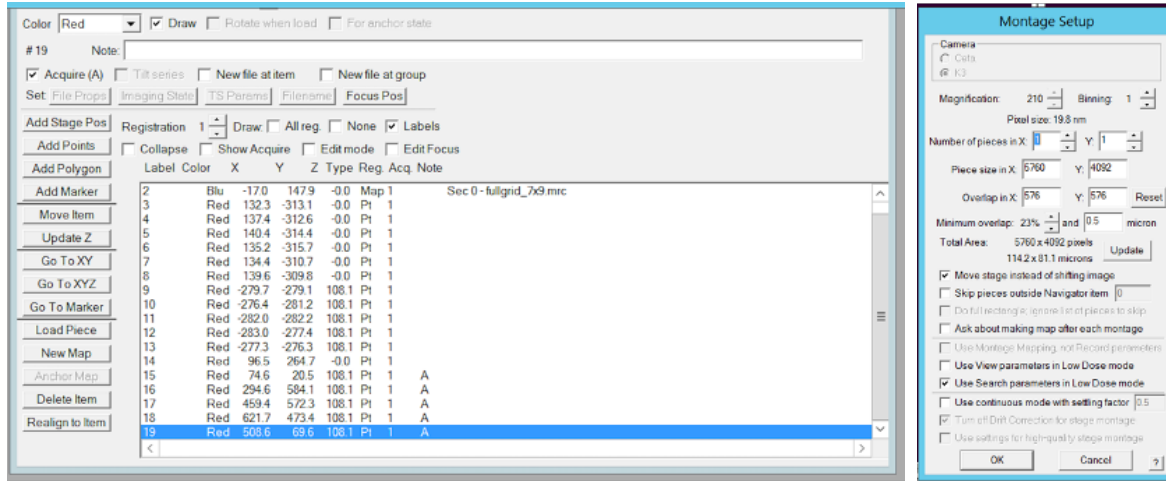 Color Red Draw Rotate when load For anchor state
# 19 Note:
Acquire (A) Tilt series New file at item New file at group
Set: File Props Imaging State TS Params Filename Focus Pos
Add Stage Pos Registration 1 Draw: All reg. None Labels
Add Points Collapse Show Acquire Edit mode Edit Focus
Add Polygon Label Color X Y Z Type Reg. Acq. Note
Add Marker
Move Item
Update Z
Go To XY
Go To XYZ
Go To Marker
Load Piece
New Map
Anchor Map
Delete Item
Realign to Item
2 Blu -17.0 147.9 -0.0 Map 1 Sec 0 - fullgrid_7x9.mrc
3 Red 132.3 -313.1 -0.0 Pt 1
4 Red 137.4 -312.6 -0.0 Pt 1
5 Red 140.4 -314.4 -0.0 Pt 1
6 Red 135.2 -315.7 -0.0 Pt 1
7 Red 134.4 -310.7 -0.0 Pt 1
8 Red 139.6 -309.8 -0.0 Pt 1
9 Red -279.7 -279.1 108.1 Pt 1
10 Red -276.4 -281.2 108.1 Pt 1
11 Red -282.0 -282.2 108.1 Pt 1
12 Red -283.0 -277.4 108.1 Pt 1
13 Red -277.3 -276.3 108.1 Pt 1
14 Red 96.5 264.7 -0.0 Pt 1
15 Red 74.6 20.5 108.1 Pt 1 A
16 Red 294.6 584.1 108.1 Pt 1 A
17 Red 459.4 572.3 108.1 Pt 1 A
18 Red 621.7 473.4 108.1 Pt 1 A
19 Red 508.6 69.6 108.1 Pt 1 A
Montage Setup
Camera
Ceta
K3
Magnification: 210 Binning: 1
Pixel size: 19.8 nm
Number of pieces in X: 1 Y: 1
Piece size in X: 5760 Y: 4092
Overlap in X: 576 Y: 576 Reset
Minimum overlap: 23% and 0.5 micron
Total Area: 5760 x 4092 pixels Update
114.2 x 81.1 microns
Move stage instead of shifting image
Skip pieces outside Navigator item 0
Do full rectangle; ignore list of pieces to skip
Ask about making map after each montage
Use Montage Mapping, not Record parameters
Use View parameters in Low Dose mode
Use Search parameters in Low Dose mode
Use continuous mode with settling factor 0.5
Turn off Drift Correction for stage montage
Use settings for high-quality stage montage
OK Cancel ?